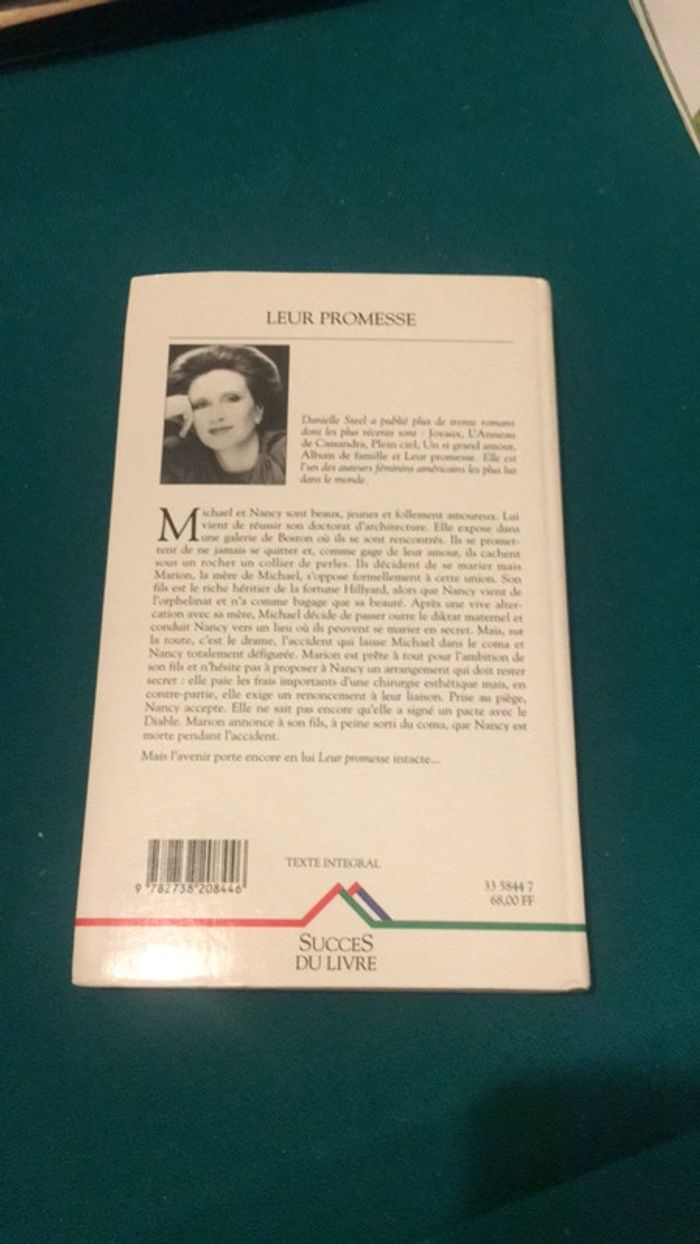 LEUR PROMESSE
Danielle Steel a publié plus de trente romans
dont les plus récents sont : Joyaux, L'Anneau
de Cassandra, Plein ciel, Un si grand amour,
Album de famille et Leur promesse. Elle est
l'un des auteurs féminins américains les plus lus
dans le monde.
Michael et Nancy sont beaux, jeunes et follement amoureux. Lui
vient de réussir son doctorat d'architecture. Elle expose dans
une galerie de Boston où ils se sont rencontrés. Ils se promet-
tent de ne jamais se quitter et, comme gage de leur amour, ils cachent
sous un rocher un collier de perles. Ils décident de se marier mais
Marion, la mère de Michael, s'oppose formellement à cette union. Son
fils est le riche héritier de la fortune Hillyard, alors que Nancy vient de
l'orphelinat et n'a comme bagage que sa beauté. Après une vive alter-
cation avec sa mère, Michael décide de passer outre le diktat maternel et
conduit Nancy vers un lieu où ils peuvent se marier en secret. Mais, sur
la route, c'est le drame, l'accident qui laisse Michael dans le coma et
Nancy totalement défigurée. Marion est prête à tout pour l'ambition de
son fils et n'hésite pas à proposer à Nancy un arrangement qui doit rester
secret : elle paie les frais importants d'une chirurgie esthétique mais, en
contre-partie, elle exige un renoncement à leur liaison. Prise au piège,
Nancy accepte. Elle ne sait pas encore qu'elle a signé un pacte avec le
Diable. Marion annonce à son fils, à peine sorti du coma, que Nancy est
morte pendant l'accident.
Mais l'avenir porte encore en lui Leur promesse intacte...
TEXTE INTEGRAL
9 782738 208446
33 5844 7
68,00 FF
SUCCES
DU LIVRE